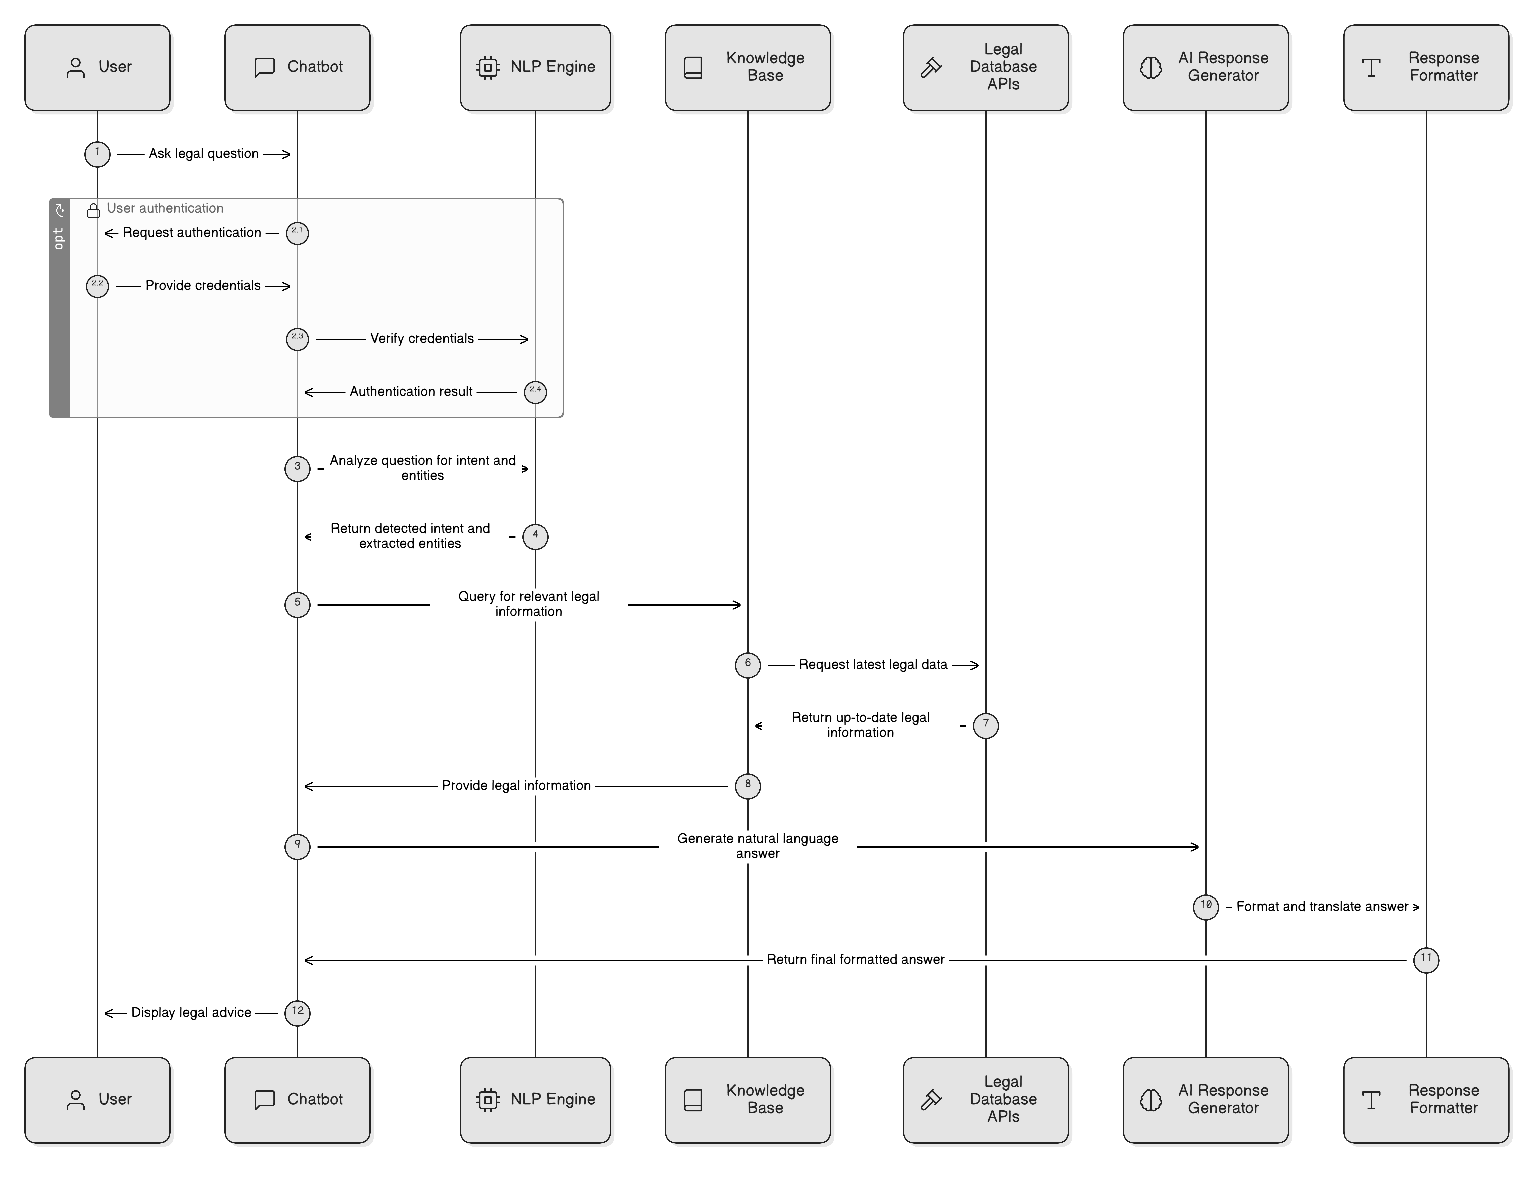 User
Chatbot
NLP Engine
Knowledge
Base
Legal
Database
APIs
AI Response
Generator
Response
Formatter
1
Ask legal question
opt
User authentication
Request authentication
2.1
2.2
Provide credentials
2.3
Verify credentials
Authentication result
2.4
3
Analyze question for intent and
entities
Return detected intent and
extracted entities
4
5
Query for relevant legal
information
6
Request latest legal data
Return up-to-date legal
information
7
Provide legal information
8
9
Generate natural language
answer
10
Format and translate answer
Return final formatted answer
11
Display legal advice
12
User
Chatbot
NLP Engine
Knowledge
Base
Legal
Database
APIs
AI Response
Generator
Response
Formatter